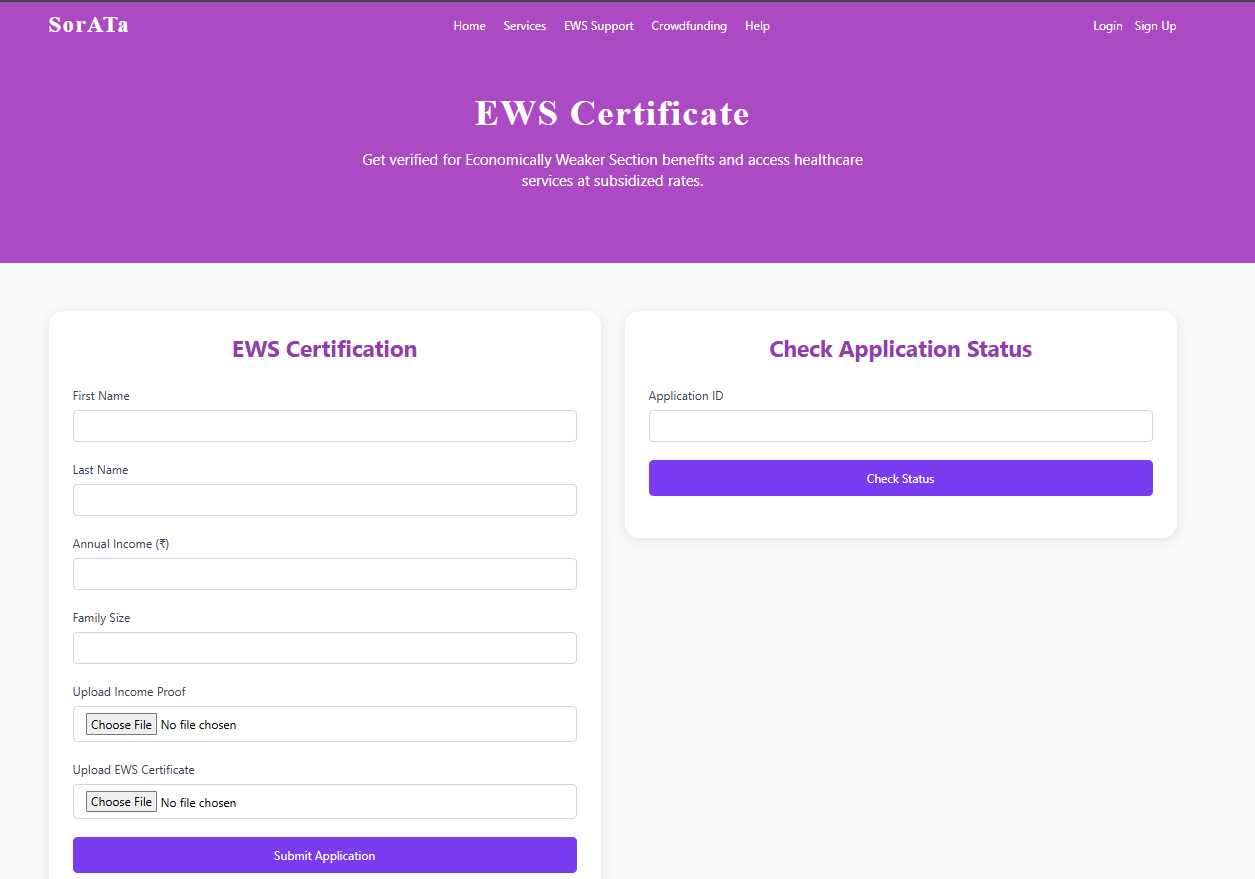 SorATa
Home Services EWS Support Crowdfunding Help
Login Sign Up
EWS Certificate
Get verified for Economically Weaker Section benefits and access healthcare
services at subsidized rates.
EWS Certification
First Name
Last Name
Annual Income (₹)
Family Size
Upload Income Proof
Choose File No file chosen
Upload EWS Certificate
Choose File No file chosen
Submit Application
Check Application Status
Application ID
Check Status